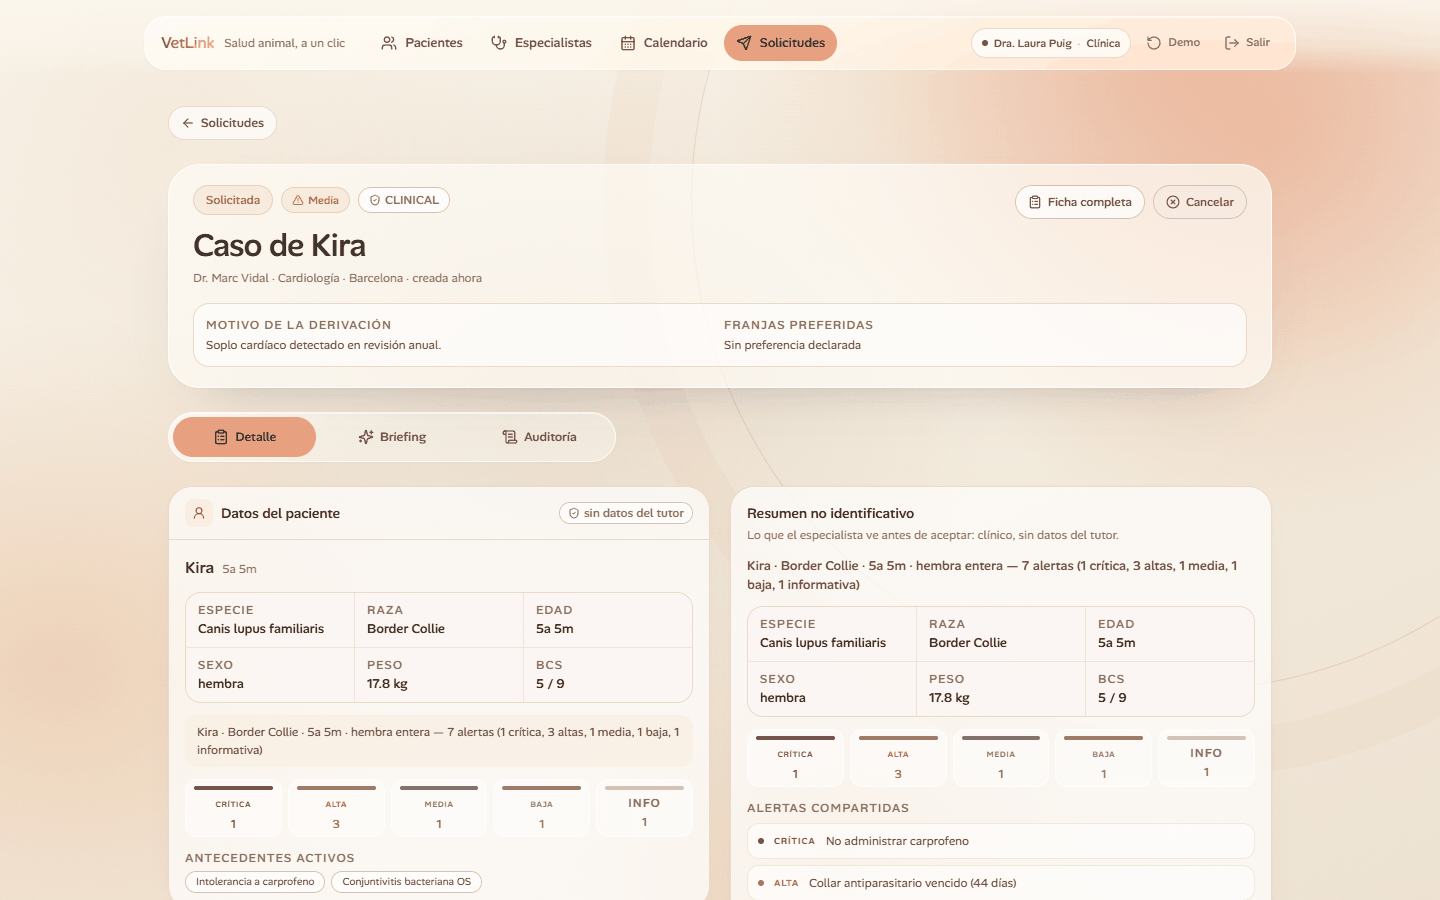 VetLink Salud animal, a un clic Pacientes Especialistas Calendario Solicitudes Dra. Laura Puig · Clínica Demo Salir
Solicitudes
Solicitada Media CLINICAL Ficha completa Cancelar
Caso de Kira
Dr. Marc Vidal · Cardiología · Barcelona · creada ahora
MOTIVO DE LA DERIVACIÓN
Soplo cardíaco detectado en revisión anual.
FRANJAS PREFERIDAS
Sin preferencia declarada
Detalle Briefing Auditoría
Datos del paciente sin datos del tutor
Kira 5a 5m
ESPECIE RAZA EDAD
Canis lupus familiaris Border Collie 5a 5m
SEXO PESO BCS
hembra 17.8 kg 5 / 9
Kira · Border Collie · 5a 5m · hembra entera — 7 alertas (1 crítica, 3 altas, 1 media, 1 baja, 1
informativa)
CRÍTICA ALTA MEDIA BAJA INFO
1 3 1 1 1
ANTECEDENTES ACTIVOS
Intolerancia a carprofeno Conjuntivitis bacteriana OS
Resumen no identificativo
Lo que el especialista ve antes de aceptar: clínico, sin datos del tutor.
Kira · Border Collie · 5a 5m · hembra entera — 7 alertas (1 crítica, 3 altas, 1 media, 1
baja, 1 informativa)
ESPECIE RAZA EDAD
Canis lupus familiaris Border Collie 5a 5m
SEXO PESO BCS
hembra 17.8 kg 5 / 9
CRÍTICA ALTA MEDIA BAJA INFO
1 3 1 1 1
ALERTAS COMPARTIDAS
CRÍTICA No administrar carprofeno
ALTA Collar antiparasitario vencido (44 días)